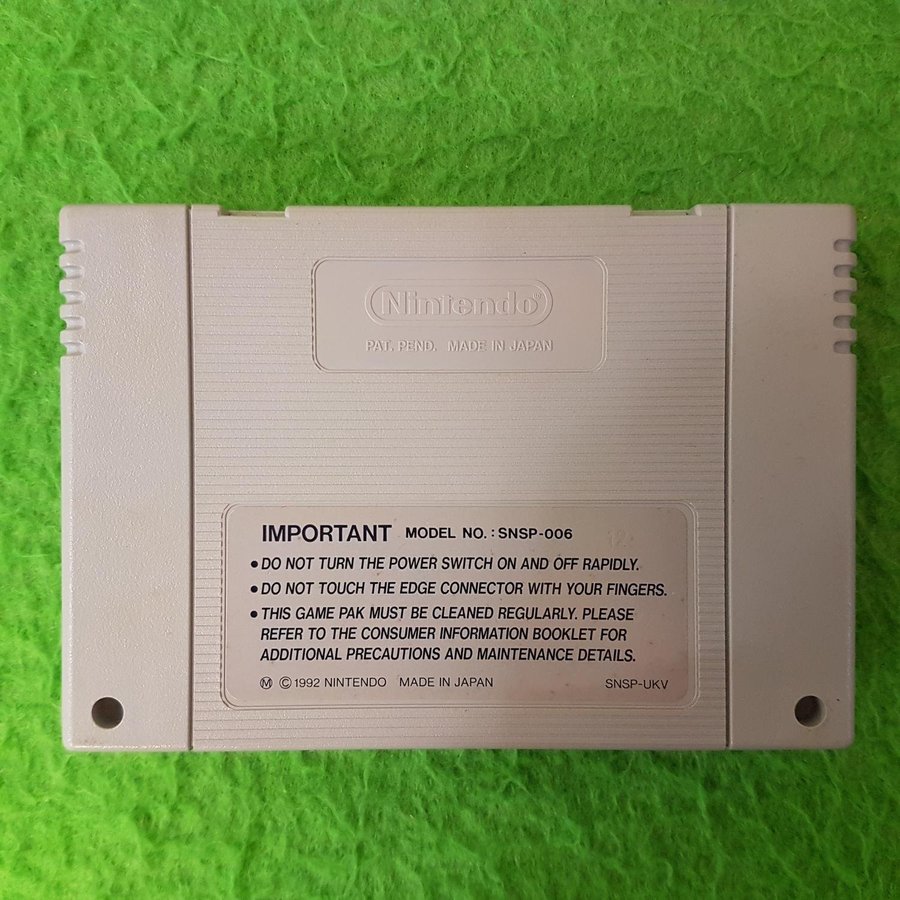 Nintendo®
PAT. PEND. MADE IN JAPAN
IMPORTANT MODEL NO.: SNSP-006 12
• DO NOT TURN THE POWER SWITCH ON AND OFF RAPIDLY.
• DO NOT TOUCH THE EDGE CONNECTOR WITH YOUR FINGERS.
• THIS GAME PAK MUST BE CLEANED REGULARLY. PLEASE
REFER TO THE CONSUMER INFORMATION BOOKLET FOR
ADDITIONAL PRECAUTIONS AND MAINTENANCE DETAILS.
Ⓜ © 1992 NINTENDO MADE IN JAPAN SNSP-UKV